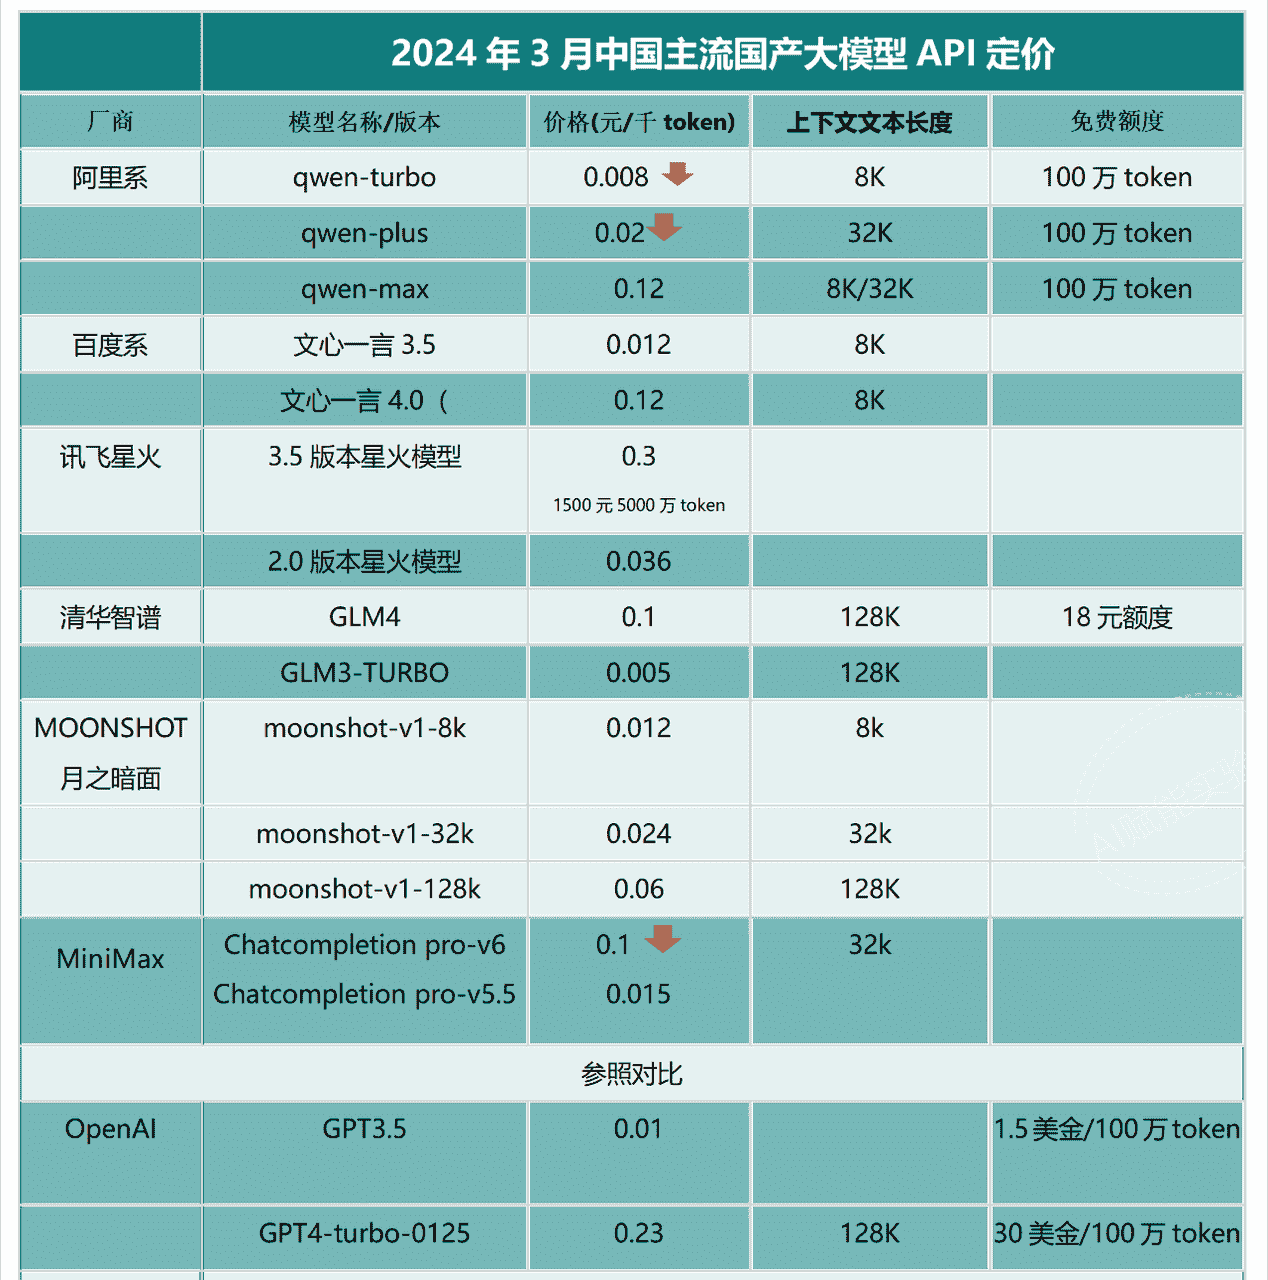 2024 年 3 月中国主流国产大模型 API 定价
厂商 模型名称/版本 价格(元/千 token) 上下文文本长度 免费额度
阿里系 qwen-turbo 0.008 8K 100 万 token
qwen-plus 0.02 32K 100 万 token
qwen-max 0.12 8K/32K 100 万 token
百度系 文心一言 3.5 0.012 8K
文心一言 4.0（ 0.12 8K
讯飞星火 3.5 版本星火模型 0.3
1500 元 5000 万 token
2.0 版本星火模型 0.036
清华智谱 GLM4 0.1 128K 18 元额度
GLM3-TURBO 0.005 128K
MOONSHOT moonshot-v1-8k 0.012 8k
月之暗面
moonshot-v1-32k 0.024 32k
moonshot-v1-128k 0.06 128K
MiniMax Chatcompletion pro-v6 0.1 32k
Chatcompletion pro-v5.5 0.015
参照对比
OpenAI GPT3.5 0.01 1.5 美金/100 万 token
GPT4-turbo-0125 0.23 128K 30 美金/100 万 token
AI赋能实验